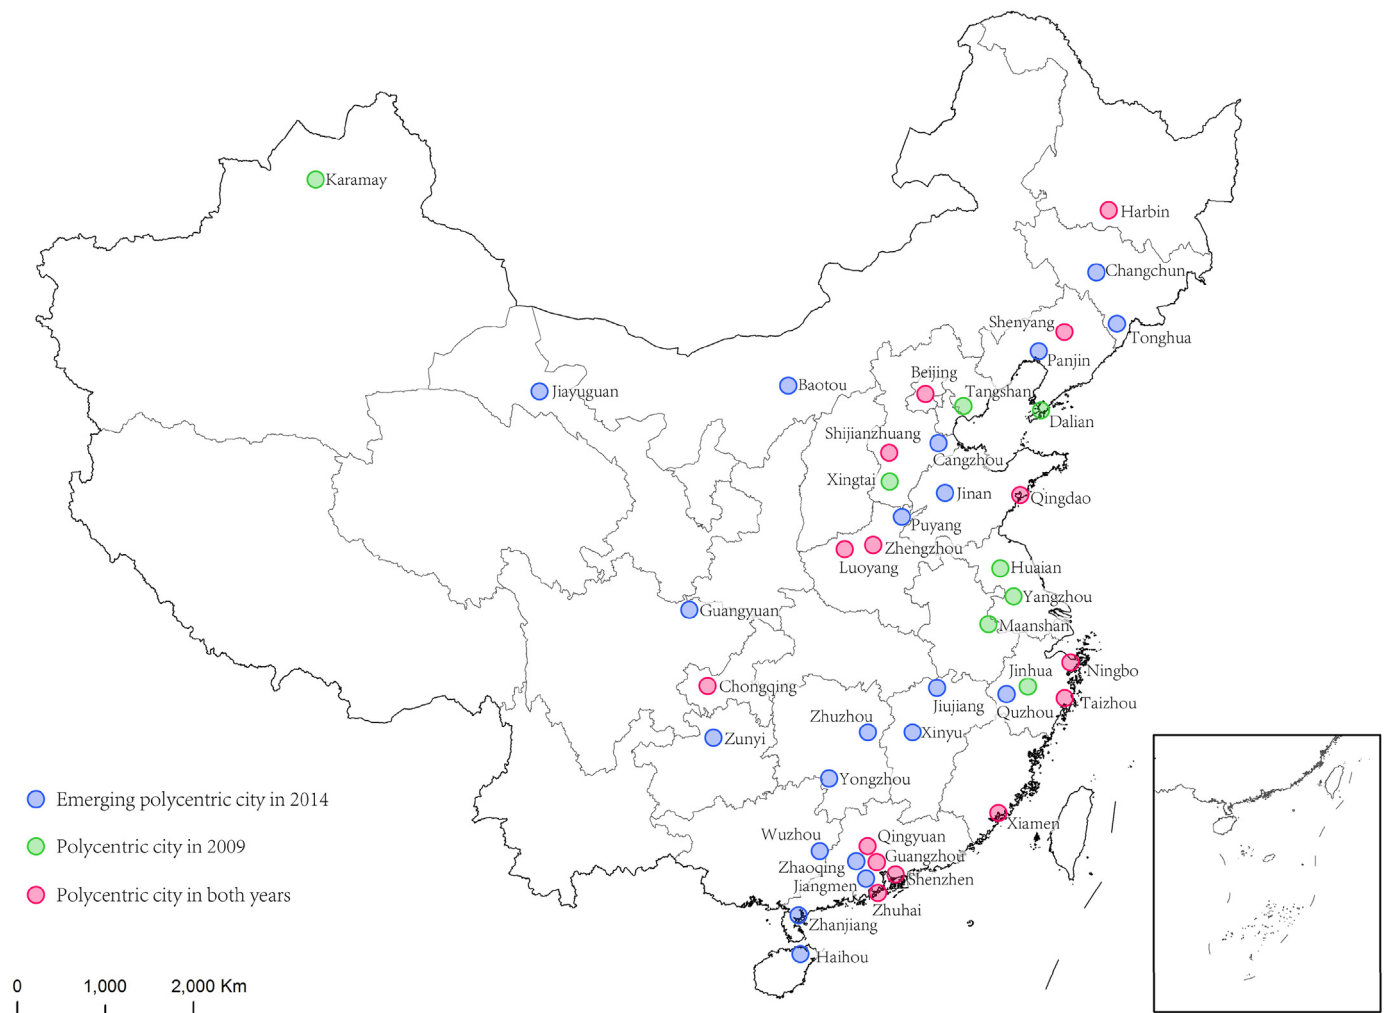 Karamay
Harbin
Changchun
Shenyang
Tonghua
Panjin
Beijing
Jiayuguan
Baotou
Tangshan
Dalian
Shijianzhuang
Cangzhou
Xingtai
Jinan
Qingdao
Puyang
Zhengzhou
Luoyang
Huaian
Yangzhou
Guangyuan
Maanshan
Jinhua
Ningbo
Chongqing
Jiujiang
Quzhou
Taizhou
Zhuzhou
Xinyu
Zunyi
Yongzhou
Emerging polycentric city in 2014
Xiamen
Wuzhou
Qingyuan
Polycentric city in 2009
Guangzhou
Zhaoqing
Shenzhen
Jiangmen
Polycentric city in both years
Zhuhai
Zhanjiang
Haihou
0 1,000 2,000 Km